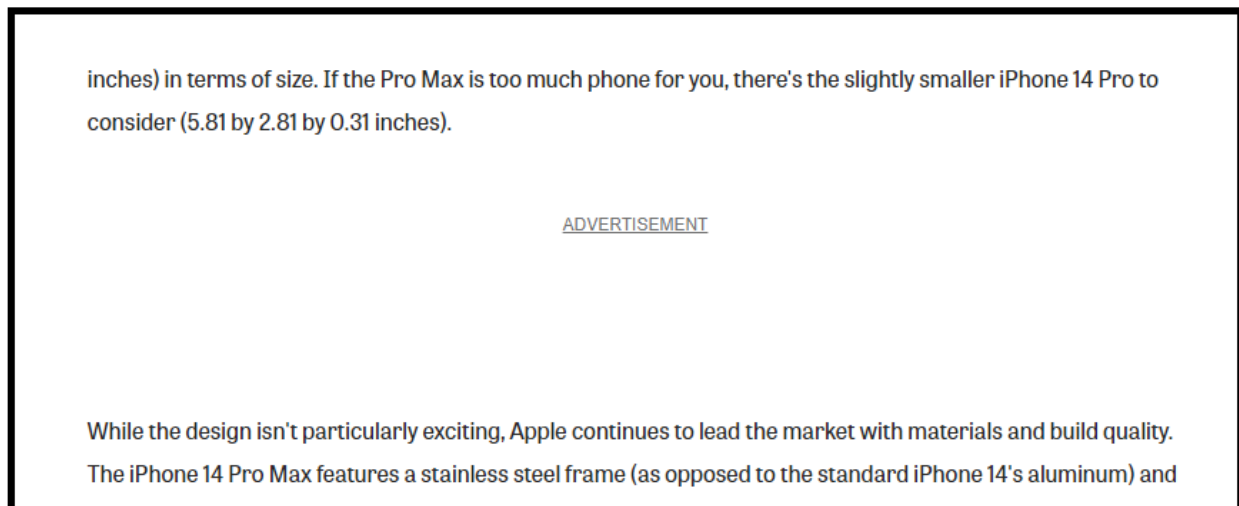 inches) in terms of size. If the Pro Max is too much phone for you, there's the slightly smaller iPhone 14 Pro to
consider (5.81 by 2.81 by 0.31 inches).
ADVERTISEMENT
While the design isn't particularly exciting, Apple continues to lead the market with materials and build quality.
The iPhone 14 Pro Max features a stainless steel frame (as opposed to the standard iPhone 14's aluminum) and